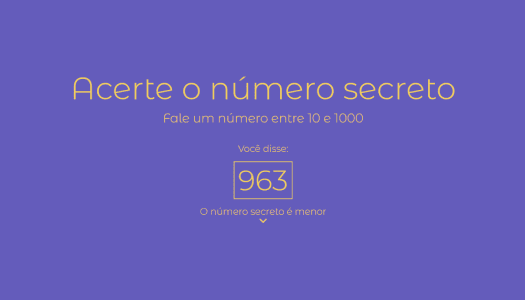 Acerte o número secreto
Fale um número entre 10 e 1000
Você disse:
963
O número secreto é menor